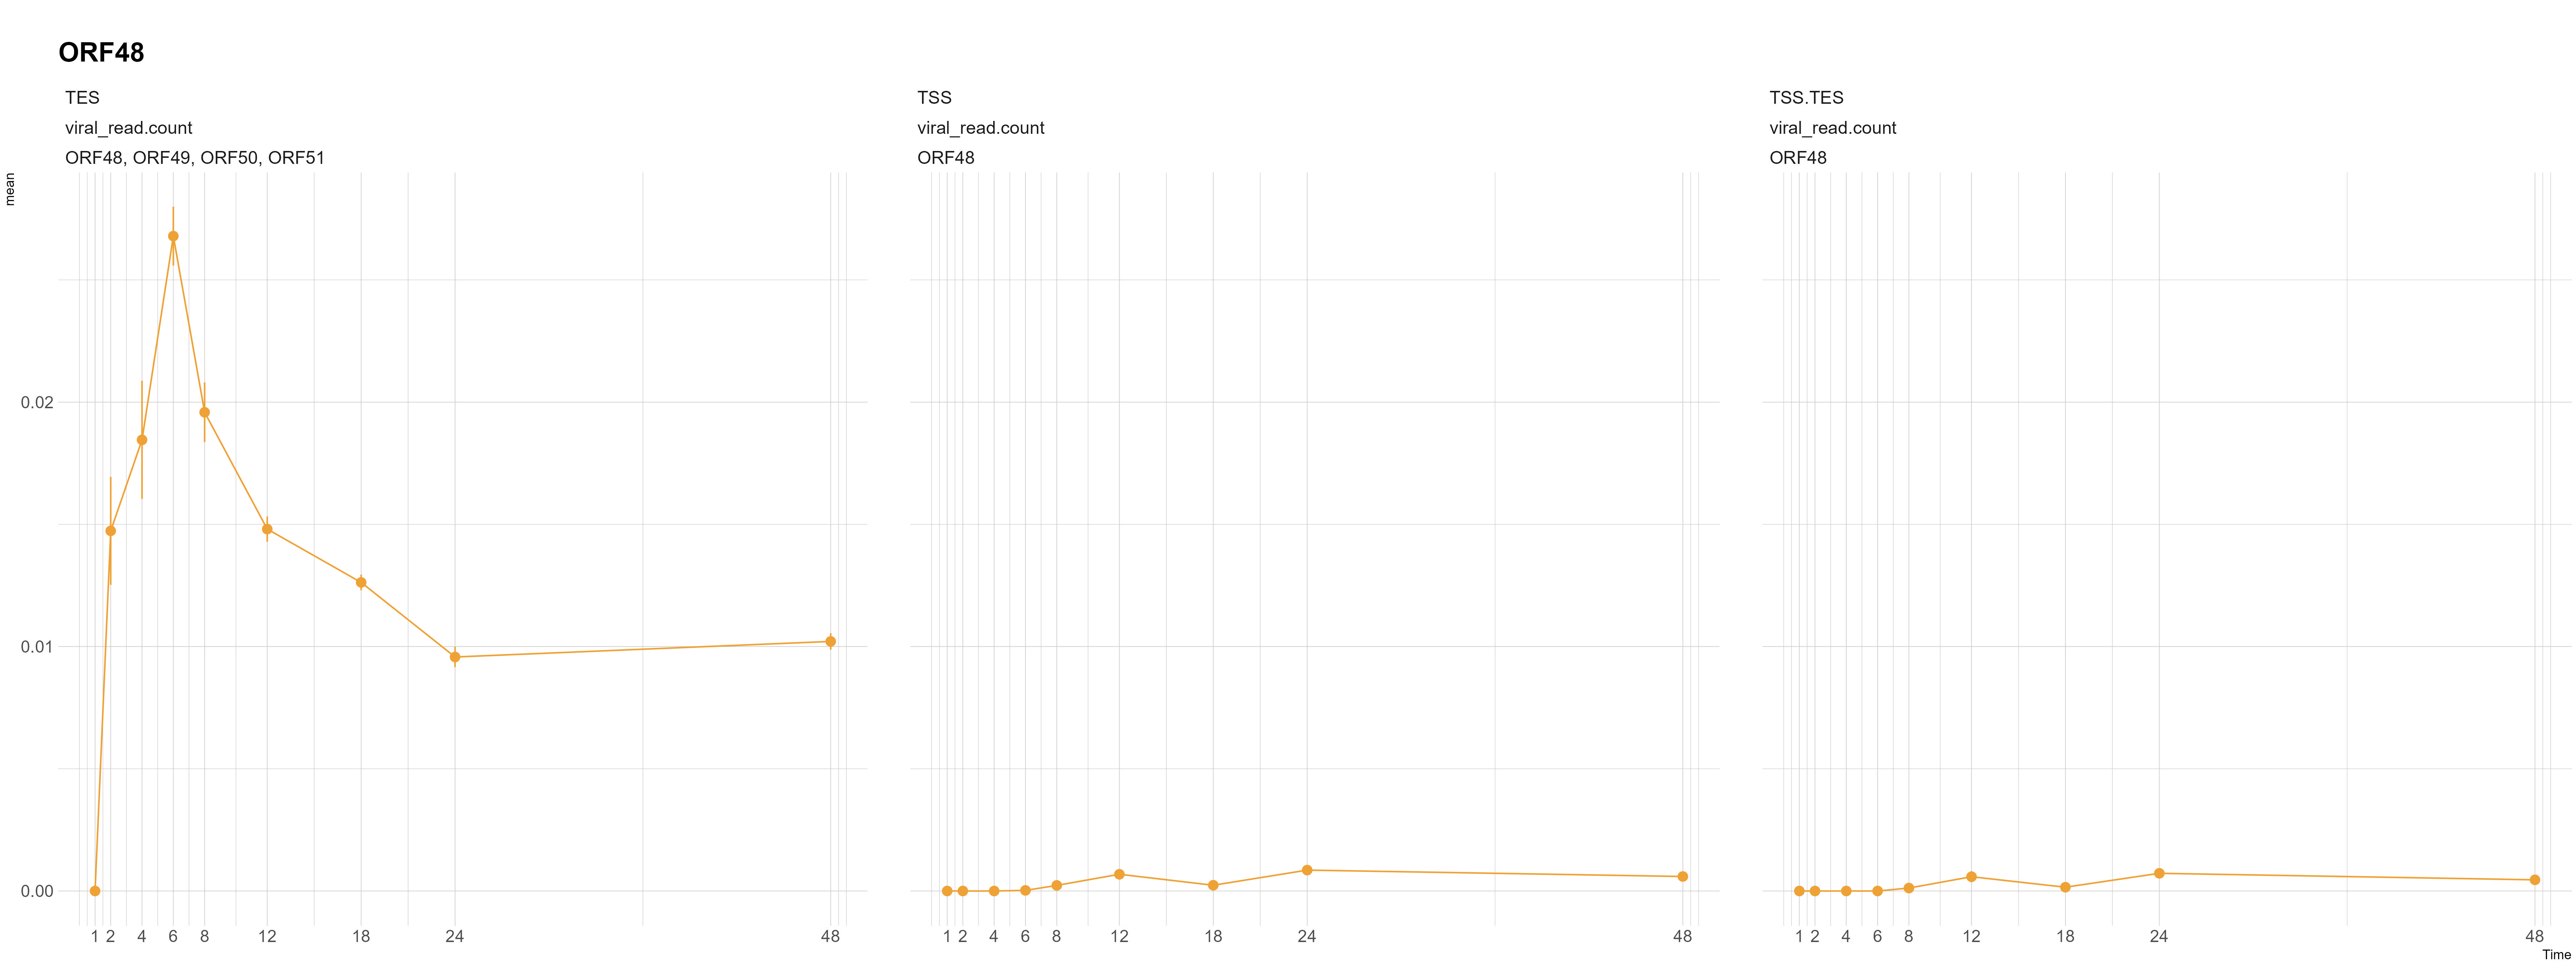 ORF48
TES
viral_read.count
ORF48, ORF49, ORF50, ORF51
TSS
viral_read.count
ORF48
TSS.TES
viral_read.count
ORF48
mean
0.02
0.01
0.00
1 2 4 6 8 12 18 24 48
1 2 4 6 8 12 18 24 48
1 2 4 6 8 12 18 24 48
Time